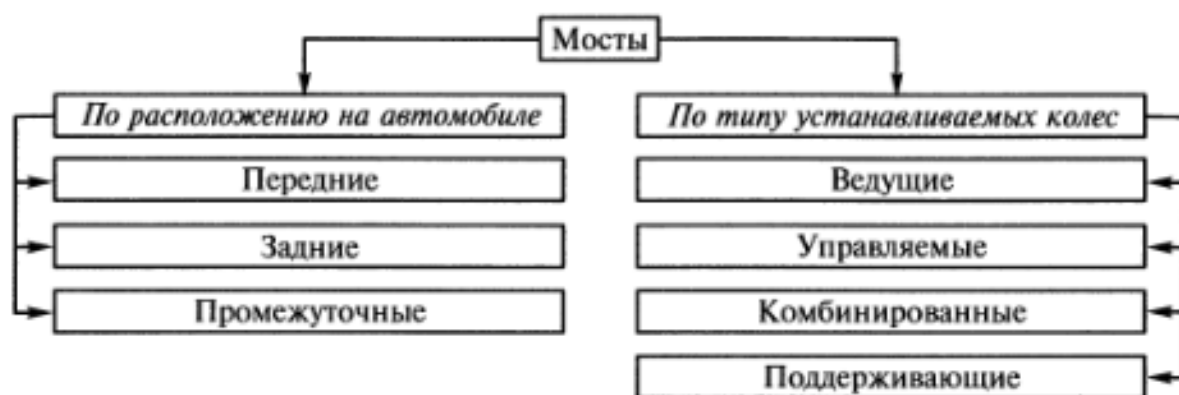 Мосты
По расположению на автомобиле
Передние
Задние
Промежуточные
По типу устанавливаемых колес
Ведущие
Управляемые
Комбинированные
Поддерживающие